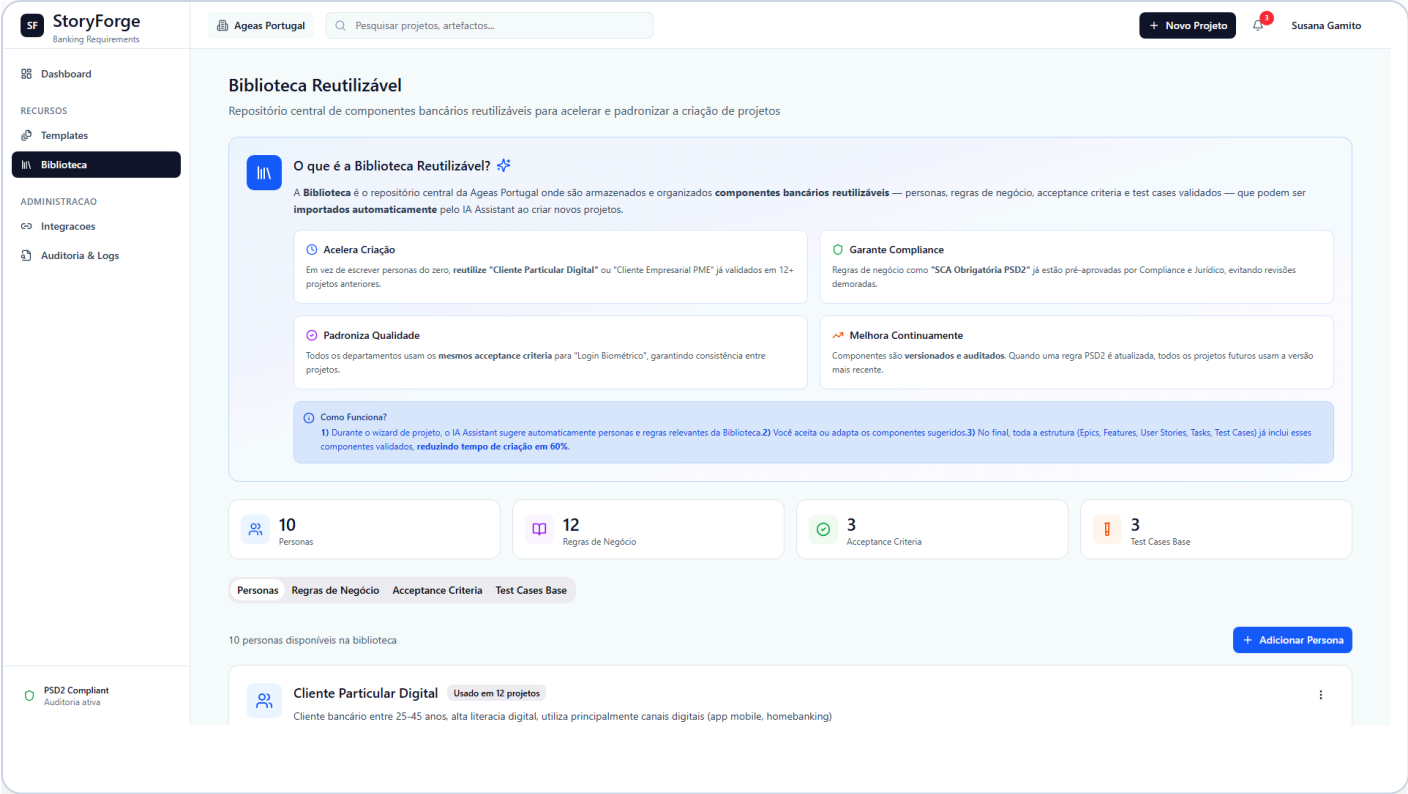 SF
StoryForge
Banking Requirements
Ageas Portugal
Pesquisar projetos, artefactos...
+ Novo Projeto
3
Susana Gamito
Dashboard
RECURSOS
Templates
Biblioteca
ADMINISTRACAO
Integracoes
Auditoria & Logs
PSD2 Compliant
Auditoria ativa
Biblioteca Reutilizável
Repositório central de componentes bancários reutilizáveis para acelerar e padronizar a criação de projetos
O que é a Biblioteca Reutilizável?
A Biblioteca é o repositório central da Ageas Portugal onde são armazenados e organizados componentes bancários reutilizáveis — personas, regras de negócio, acceptance criteria e test cases validados — que podem ser
importados automaticamente pelo IA Assistant ao criar novos projetos.
Acelera Criação
Em vez de escrever personas do zero, reutilize "Cliente Particular Digital" ou "Cliente Empresarial PME" já validados em 12+
projetos anteriores.
Garante Compliance
Regras de negócio como "SCA Obrigatória PSD2" já estão pré-aprovadas por Compliance e Jurídico, evitando revisões
demoradas.
Padroniza Qualidade
Todos os departamentos usam os mesmos acceptance criteria para "Login Biométrico", garantindo consistência entre
projetos.
Melhora Continuamente
Componentes são versionados e auditados. Quando uma regra PSD2 é atualizada, todos os projetos futuros usam a versão
mais recente.
Como Funciona?
1) Durante o wizard de projeto, o IA Assistant sugere automaticamente personas e regras relevantes da Biblioteca.2) Você aceita ou adapta os componentes sugeridos.3) No final, toda a estrutura (Epics, Features, User Stories, Tasks, Test Cases) já inclui esses
componentes validados, reduzindo tempo de criação em 60%.
10
Personas
12
Regras de Negócio
3
Acceptance Criteria
3
Test Cases Base
Personas
Regras de Negócio
Acceptance Criteria
Test Cases Base
10 personas disponíveis na biblioteca
+ Adicionar Persona
Cliente Particular Digital
Usado em 12 projetos
Cliente bancário entre 25-45 anos, alta literacia digital, utiliza principalmente canais digitais (app mobile, homebanking)